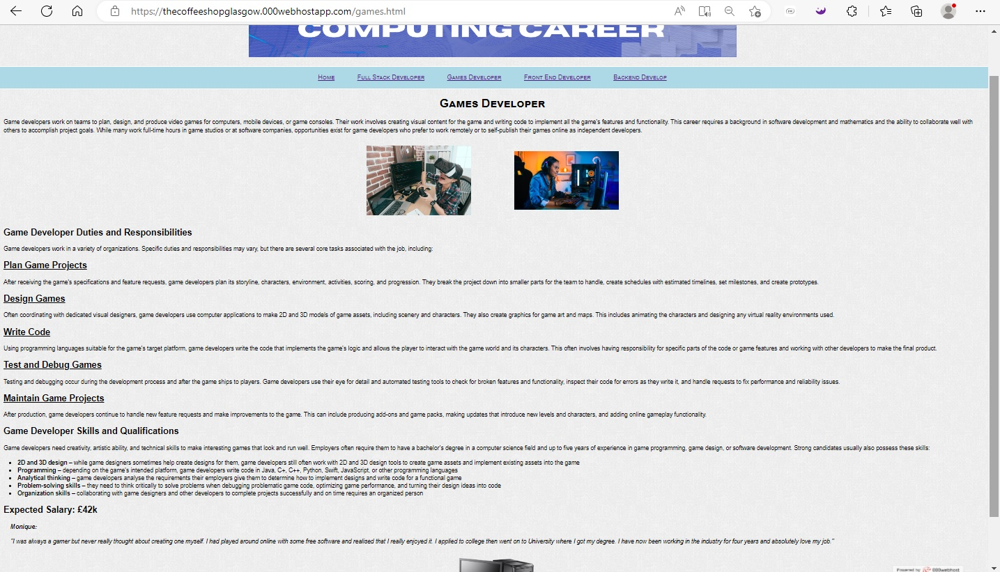 https://thecoffeeshopglasgow.000webhostapp.com/games.html
COMPUTING CAREER
Home Full Stack Developer Games Developer Front End Developer Backend Develop
Games Developer
Game developers work on teams to plan, design, and produce video games for computers, mobile devices, or game consoles. Their work involves creating visual content for the game and writing code to implement all the game's features and functionality. This career requires a background in software development and mathematics and the ability to collaborate well with
others to accomplish project goals. While many work full-time hours in game studios or at software companies, opportunities exist for game developers who prefer to work remotely or to self-publish their games online as independent developers.
Game Developer Duties and Responsibilities
Game developers work in a variety of organizations. Specific duties and responsibilities may vary, but there are several core tasks associated with the job, including:
Plan Game Projects
After receiving the game's specifications and feature requests, game developers plan its storyline, characters, environment, activities, scoring, and progression. They break the project down into smaller parts for the team to handle, create schedules with estimated timelines, set milestones, and create prototypes.
Design Games
Often coordinating with dedicated visual designers, game developers use computer applications to make 2D and 3D models of game assets, including scenery and characters. They also create graphics for game art and maps. This includes animating the characters and designing any virtual reality environments used.
Write Code
Using programming languages suitable for the game's target platform, game developers write the code that implements the game's logic and allows the player to interact with the game world and its characters. This often involves having responsibility for specific parts of the code or game features and working with other developers to make the final product.
Test and Debug Games
Testing and debugging occur during the development process and after the game ships to players. Game developers use their eye for detail and automated testing tools to check for broken features and functionality, inspect their code for errors as they write it, and handle requests to fix performance and reliability issues.
Maintain Game Projects
After production, game developers continue to handle new feature requests and make improvements to the game. This can include producing add-ons and game packs, making updates that introduce new levels and characters, and adding online gameplay functionality.
Game Developer Skills and Qualifications
Game developers need creativity, artistic ability, and technical skills to make interesting games that look and run well. Employers often require them to have a bachelor's degree in a computer science field and up to five years of experience in game programming, game design, or software development. Strong candidates usually also possess these skills:
• 2D and 3D design – while game designers sometimes help create designs for them, game developers still often work with 2D and 3D design tools to create game assets and implement existing assets into the game
• Programming – depending on the game's intended platform, game developers write code in Java, C+, C++, Python, Swift, JavaScript, or other programming languages
• Analytical thinking – game developers analyse the requirements their employers give them to determine how to implement designs and write code for a functional game
• Problem-solving skills – they need to think critically to solve problems when debugging problematic game code, optimizing game performance, and turning their design ideas into code
• Organization skills – collaborating with game designers and other developers to complete projects successfully and on time requires an organized person
Expected Salary: £42k
Monique:
"I was always a gamer but never really thought about creating one myself. I had played around online with some free software and realised that I really enjoyed it. I applied to college then went on to University where I got my degree. I have now been working in the industry for four years and absolutely love my job."
Powered by 000webhost